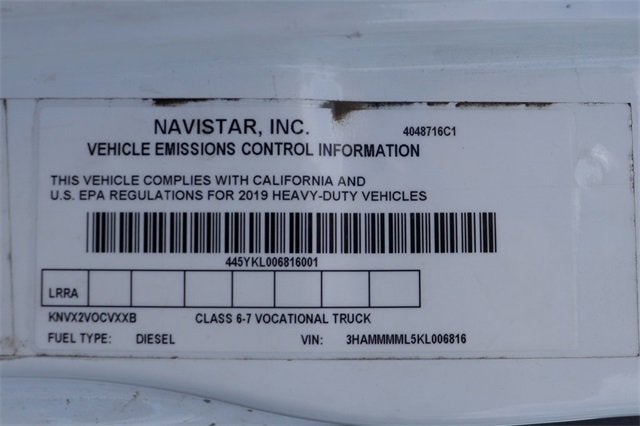 NAVISTAR, INC. 4048716C1
VEHICLE EMISSIONS CONTROL INFORMATION
THIS VEHICLE COMPLIES WITH CALIFORNIA AND
U.S. EPA REGULATIONS FOR 2019 HEAVY-DUTY VEHICLES
445YKL006816001
LRRA
KNVX2VOCVXXB CLASS 6-7 VOCATIONAL TRUCK
FUEL TYPE: DIESEL VIN: 3HAMMMML5KL006816